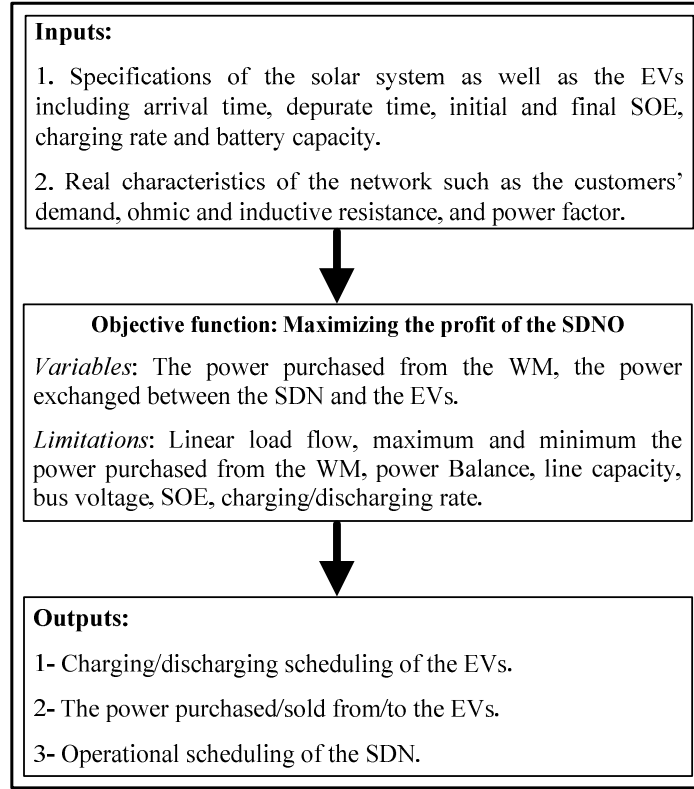 Inputs:
1. Specifications of the solar system as well as the EVs
including arrival time, depurate time, initial and final SOE,
charging rate and battery capacity.
2. Real characteristics of the network such as the customers’
demand, ohmic and inductive resistance, and power factor.
Objective function: Maximizing the profit of the SDNO
Variables: The power purchased from the WM, the power
exchanged between the SDN and the EVs.
Limitations: Linear load flow, maximum and minimum the
power purchased from the WM, power Balance, line capacity,
bus voltage, SOE, charging/discharging rate.
Outputs:
1- Charging/discharging scheduling of the EVs.
2- The power purchased/sold from/to the EVs.
3- Operational scheduling of the SDN.